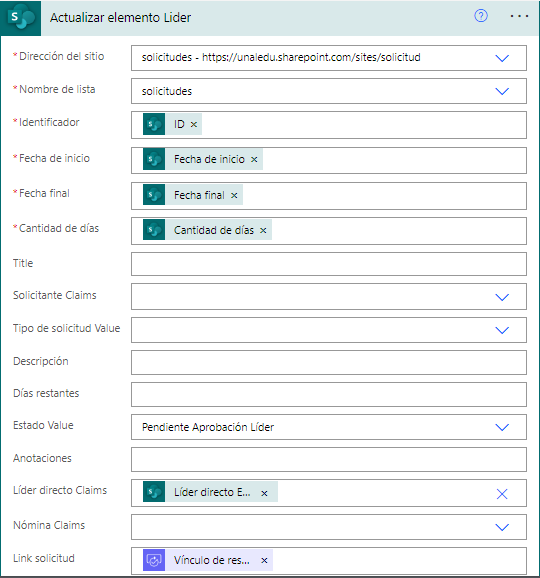 Actualizar elemento Lider
* Dirección del sitio
solicitudes - https://unaledu.sharepoint.com/sites/solicitud
* Nombre de lista
solicitudes
* Identificador
ID ×
* Fecha de inicio
Fecha de inicio ×
* Fecha final
Fecha final ×
* Cantidad de días
Cantidad de días ×
Title
Solicitante Claims
Tipo de solicitud Value
Descripción
Días restantes
Estado Value
Pendiente Aprobación Líder
Anotaciones
Líder directo Claims
Líder directo E... ×
Nómina Claims
Link solicitud
Vínculo de res... ×